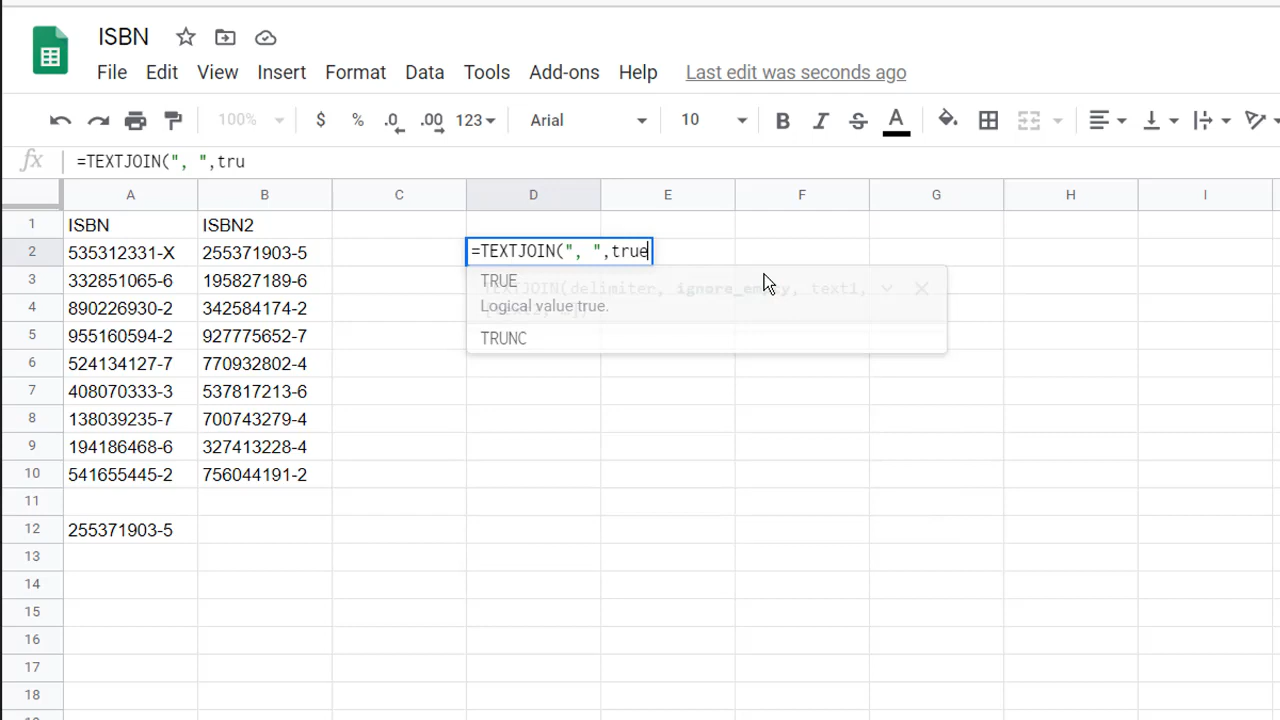 ISBN
File Edit View Insert Format Data Tools Add-ons Help Last edit was seconds ago
100% $ % .0 .00 123 Arial 10 B I S A
fx =TEXTJOIN(", ",tru
A B C D E F G H I
1 ISBN ISBN2
2 535312331-X 255371903-5 =TEXTJOIN(", ",true
3 332851065-6 195827189-6 TRUE
TEXTJOIN(delimiter, ignore_empty, text1,
4 890226930-2 342584174-2 Logical value true.
5 955160594-2 927775652-7 TRUNC
6 524134127-7 770932802-4
7 408070333-3 537817213-6
8 138039235-7 700743279-4
9 194186468-6 327413228-4
10 541655445-2 756044191-2
11
12 255371903-5
13
14
15
16
17
18